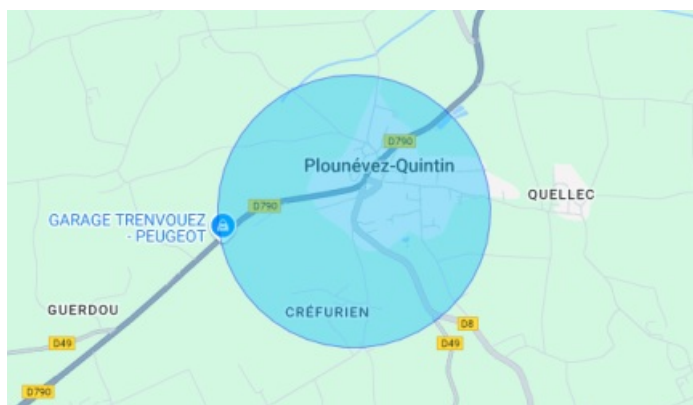 D790
Plounévez-Quintin
QUELLEC
D790
GARAGE TRENVOUEZ
- PEUGEOT
GUERDOU
CRÉFURIEN
D8
D49
D49
D790